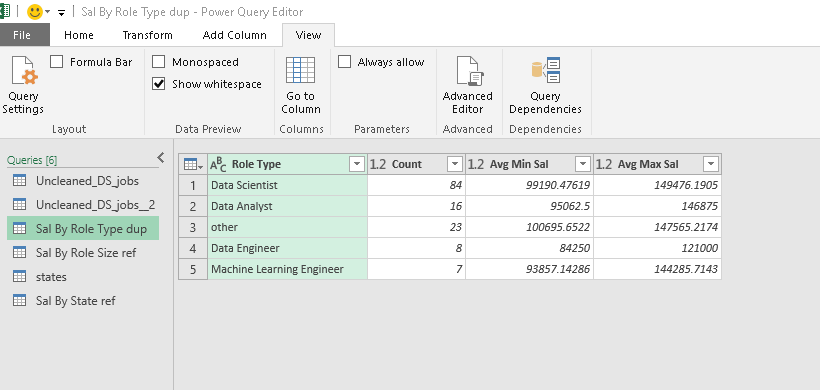 Sal By Role Type dup - Power Query Editor
File Home Transform Add Column View
Query Settings
Formula Bar
Layout
Monospaced
Show whitespace
Data Preview
Go to Column
Columns
Always allow
Parameters
Advanced Editor
Advanced
Query Dependencies
Dependencies
Queries [6]
Uncleaned_DS_jobs
Uncleaned_DS_jobs__2
Sal By Role Type dup
Sal By Role Size ref
states
Sal By State ref
ABC Role Type 1.2 Count 1.2 Avg Min Sal 1.2 Avg Max Sal
1 Data Scientist 84 99190.47619 149476.1905
2 Data Analyst 16 95062.5 146875
3 other 23 100695.6522 147565.2174
4 Data Engineer 8 84250 121000
5 Machine Learning Engineer 7 93857.14286 144285.7143